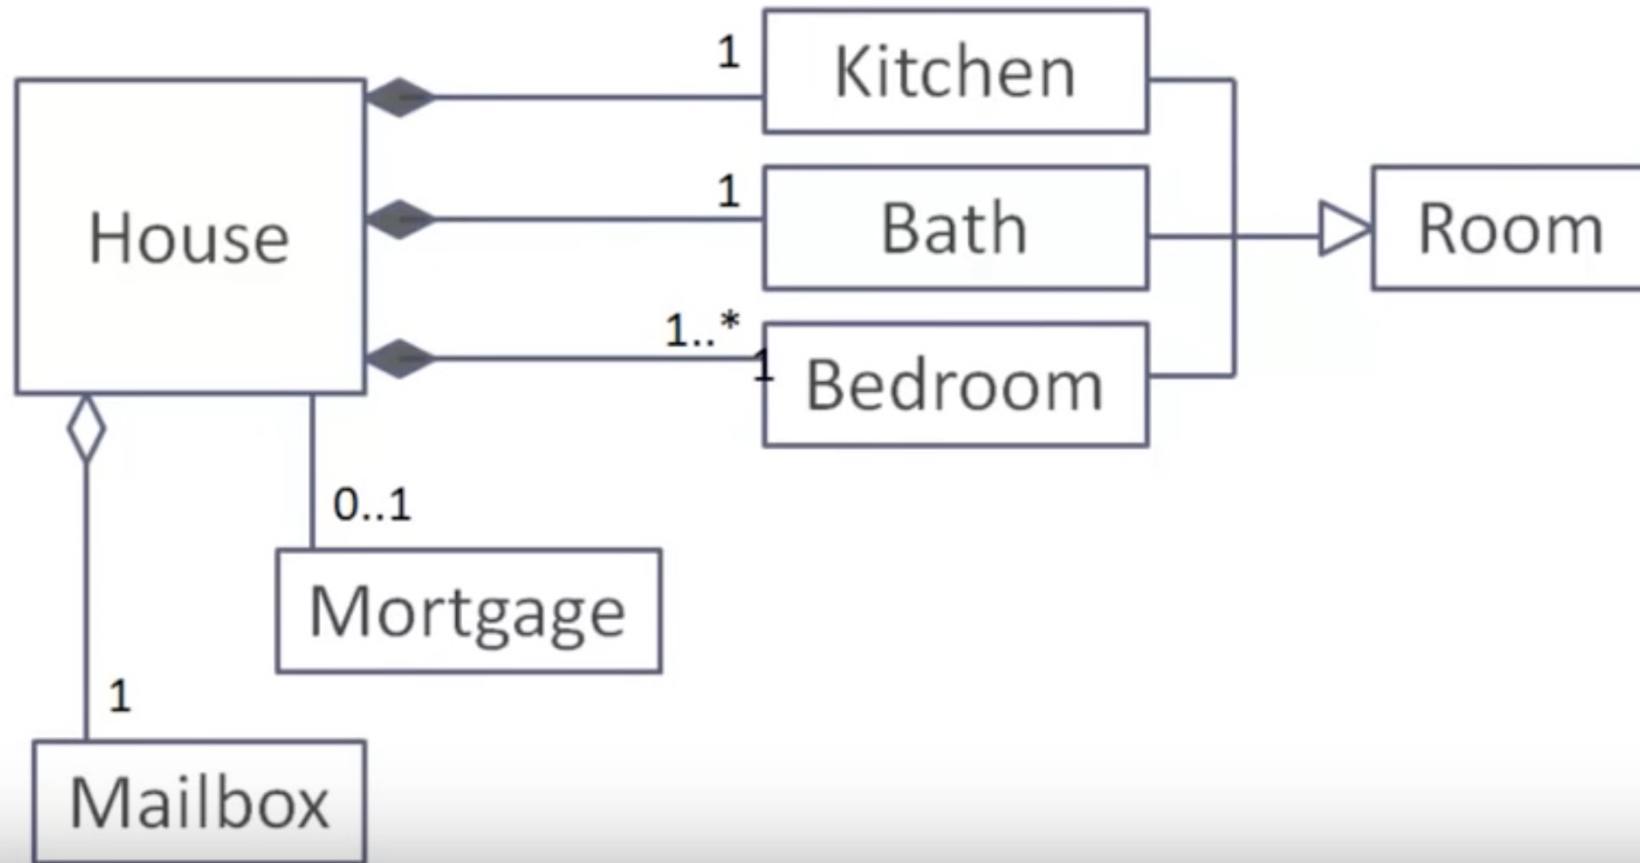 1
Kitchen
House
1
Bath
Room
1..*
1
Bedroom
0..1
Mortgage
1
Mailbox